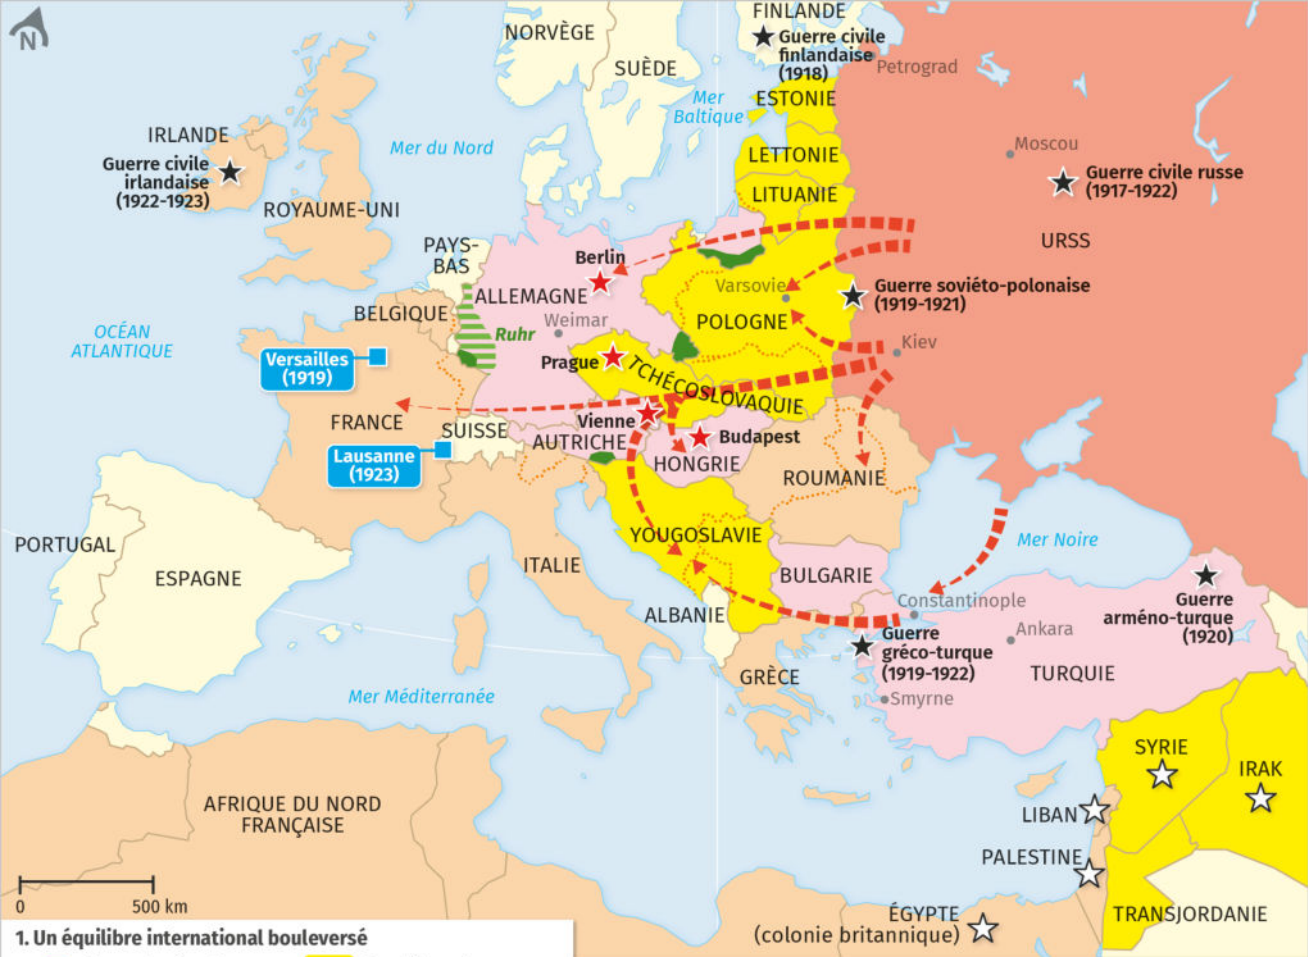 N
NORVÈGE
SUÈDE
FINLANDE
Guerre civile
finlandaise
(1918)
Petrograd
Mer
Baltique
ESTONIE
IRLANDE
Guerre civile
irlandaise
(1922-1923)
Mer du Nord
LETTONIE
Moscou
Guerre civile russe
(1917-1922)
LITUANIE
ROYAUME-UNI
URSS
PAYS-
BAS
Berlin
ALLEMAGNE
Varsovie
Guerre soviéto-polonaise
(1919-1921)
BELGIQUE
Ruhr
Weimar
POLOGNE
OCÉAN
ATLANTIQUE
Versailles
(1919)
Prague
TCHÉCOSLOVAQUIE
Kiev
FRANCE
SUISSE
Vienne
AUTRICHE
Budapest
HONGRIE
Lausanne
(1923)
ROUMANIE
PORTUGAL
ESPAGNE
ITALIE
YOUGOSLAVIE
Mer Noire
BULGARIE
ALBANIE
Constantinople
Guerre
arméno-turque
(1920)
Ankara
Guerre
gréco-turque
(1919-1922)
GRÈCE
TURQUIE
Smyrne
Mer Méditerranée
SYRIE
IRAK
AFRIQUE DU NORD
FRANÇAISE
LIBAN
PALESTINE
0
500 km
ÉGYPTE
(colonie britannique)
TRANSJORDANIE
1. Un équilibre international bouleversé